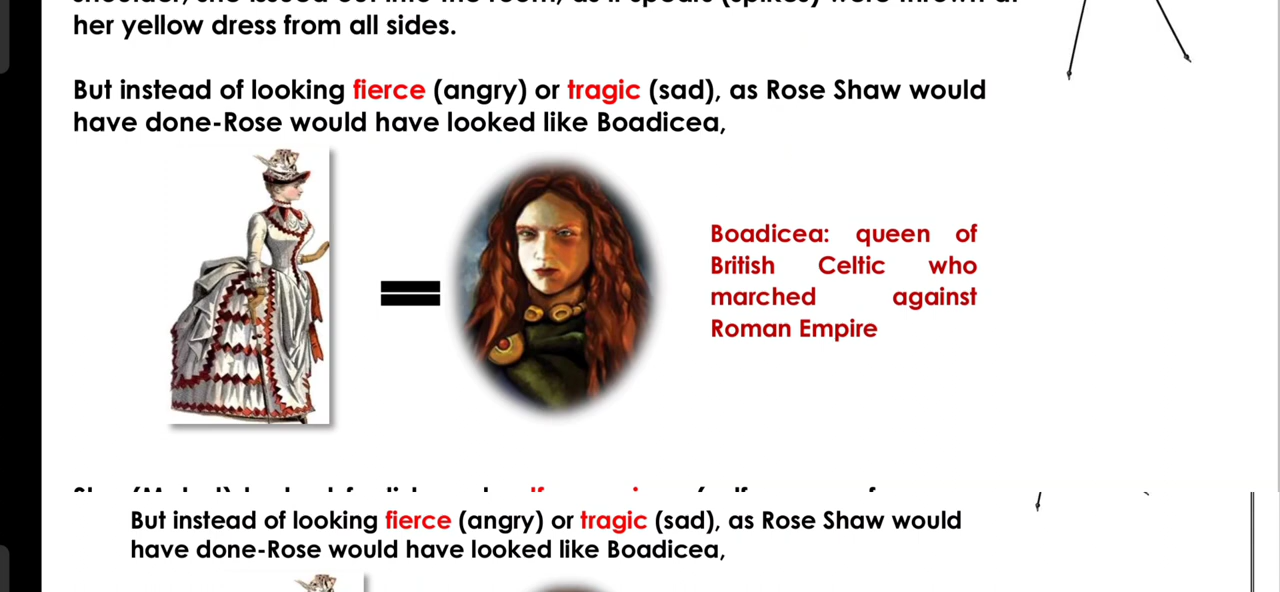 her yellow dress from all sides.
But instead of looking fierce (angry) or tragic (sad), as Rose Shaw would
have done-Rose would have looked like Boadicea,
Boadicea: queen of
British Celtic who
marched against
Roman Empire
But instead of looking fierce (angry) or tragic (sad), as Rose Shaw would
have done-Rose would have looked like Boadicea,